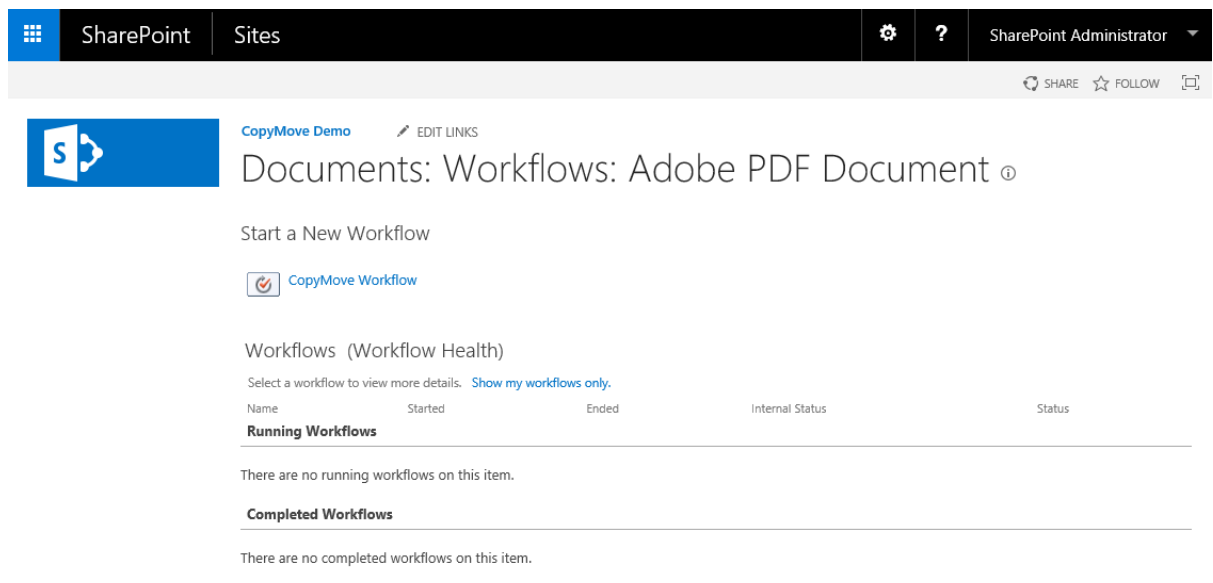 SharePoint Sites ? SharePoint Administrator
SHARE FOLLOW
S
CopyMove Demo EDIT LINKS
Documents: Workflows: Adobe PDF Document
Start a New Workflow
CopyMove Workflow
Workflows (Workflow Health)
Select a workflow to view more details. Show my workflows only.
Name Started Ended Internal Status Status
Running Workflows
There are no running workflows on this item.
Completed Workflows
There are no completed workflows on this item.